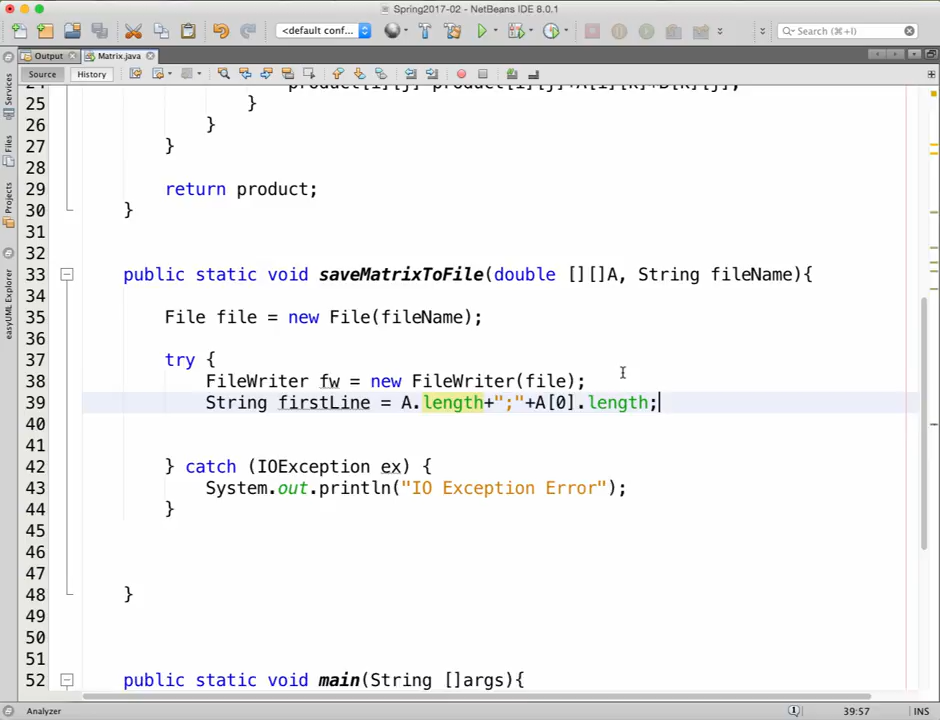 Spring2017-02 - NetBeans IDE 8.0.1
<default conf...
Search (⌘+I)
Output
Matrix.java
Source
History
Services
Files
Projects
easyUML Explorer
25 }
26 }
27 }
28
29 return product;
30 }
31
32
33 public static void saveMatrixToFile(double [][]A, String fileName){
34
35 File file = new File(fileName);
36
37 try {
38 FileWriter fw = new FileWriter(file);
39 String firstLine = A.length+";"+A[0].length;
40
41
42 } catch (IOException ex) {
43 System.out.println("IO Exception Error");
44 }
45
46
47
48 }
49
50
51
52 public static void main(String []args){
Analyzer
1
39:57
INS